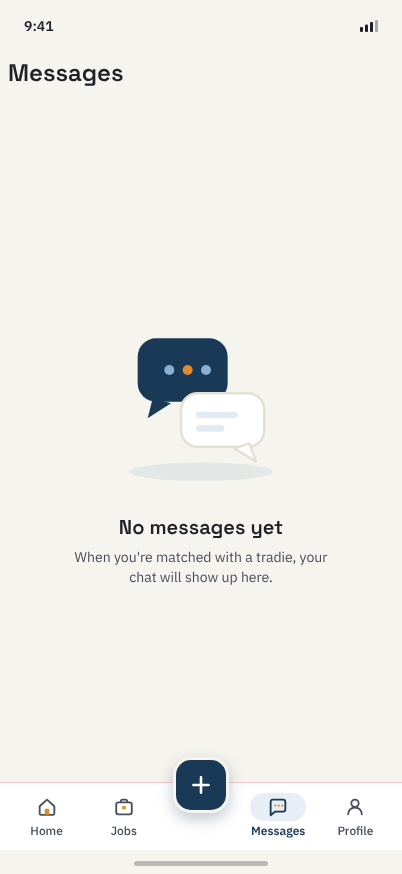 9:41
Messages
No messages yet
When you're matched with a tradie, your
chat will show up here.
Home
Jobs
Messages
Profile